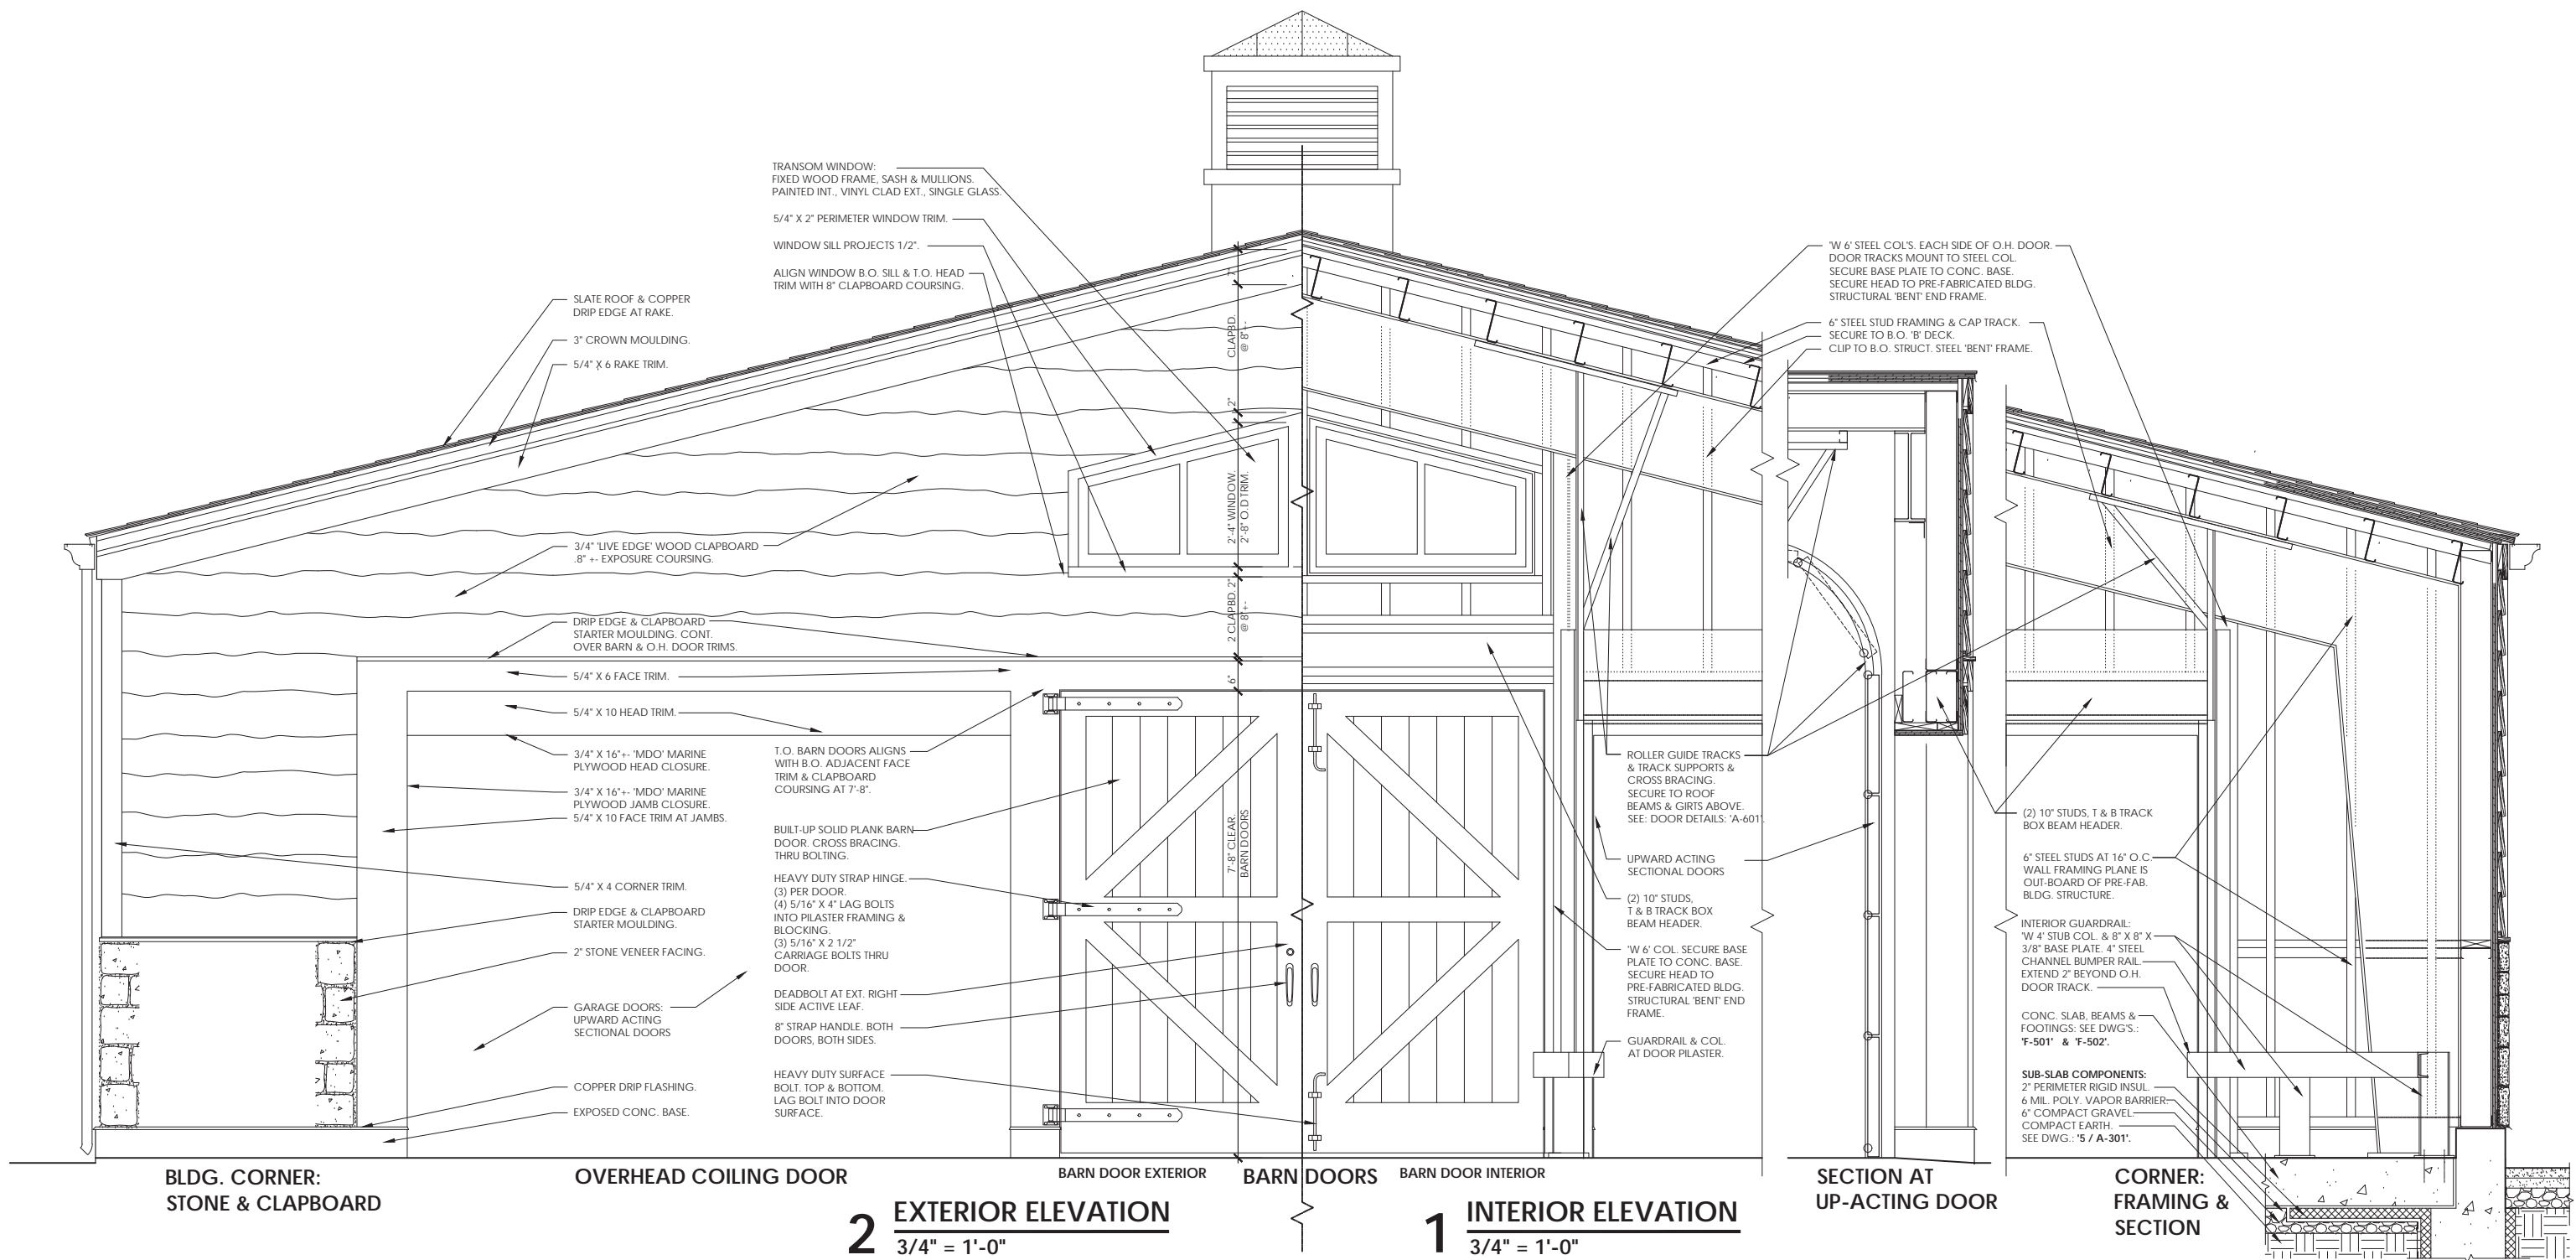 TRANSOM WINDOW:
FIXED WOOD FRAME, SASH & MULLIONS.
PAINTED INT., VINYL CLAD EXT., SINGLE GLASS.
5/4" X 2" PERIMETER WINDOW TRIM.
WINDOW SILL PROJECTS 1/2".
ALIGN WINDOW B.O. SILL & T.O. HEAD
TRIM WITH 8" CLAPBOARD COURSING.
SLATE ROOF & COPPER
DRIP EDGE AT RAKE.
3" CROWN MOULDING.
5/4" X 6 RAKE TRIM.
3/4" 'LIVE EDGE' WOOD CLAPBOARD
.8" +- EXPOSURE COURSING.
DRIP EDGE & CLAPBOARD
STARTER MOULDING. CONT.
OVER BARN & O.H. DOOR TRIMS.
5/4" X 6 FACE TRIM.
5/4" X 10 HEAD TRIM.
3/4" X 16"+- 'MDO' MARINE
PLYWOOD HEAD CLOSURE.
3/4" X 16"+- 'MDO' MARINE
PLYWOOD JAMB CLOSURE.
5/4" X 10 FACE TRIM AT JAMBS.
5/4" X 4 CORNER TRIM.
DRIP EDGE & CLAPBOARD
STARTER MOULDING.
2" STONE VENEER FACING.
GARAGE DOORS:
UPWARD ACTING
SECTIONAL DOORS
COPPER DRIP FLASHING.
EXPOSED CONC. BASE.
T.O. BARN DOORS ALIGNS
WITH B.O. ADJACENT FACE
TRIM & CLAPBOARD
COURSING AT 7'-8".
BUILT-UP SOLID PLANK BARN
DOOR. CROSS BRACING.
THRU BOLTING.
HEAVY DUTY STRAP HINGE.
(3) PER DOOR.
(4) 5/16" X 4" LAG BOLTS
INTO PILASTER FRAMING &
BLOCKING.
(3) 5/16" X 2 1/2"
CARRIAGE BOLTS THRU
DOOR.
DEADBOLT AT EXT. RIGHT
SIDE ACTIVE LEAF.
8" STRAP HANDLE. BOTH
DOORS, BOTH SIDES.
HEAVY DUTY SURFACE
BOLT. TOP & BOTTOM.
LAG BOLT INTO DOOR
SURFACE.
7"
CLAPBD.
@ 8"+-
2"
2'-4" WINDOW.
2'-8" O.D TRIM.
2 CLAPBD. 2"
@ 8"+-
6"
7'-8" CLEAR.
BARN DOORS
'W 6' STEEL COL'S. EACH SIDE OF O.H. DOOR.
DOOR TRACKS MOUNT TO STEEL COL.
SECURE BASE PLATE TO CONC. BASE.
SECURE HEAD TO PRE-FABRICATED BLDG.
STRUCTURAL 'BENT' END FRAME.
6" STEEL STUD FRAMING & CAP TRACK.
SECURE TO B.O. 'B' DECK.
CLIP TO B.O. STRUCT. STEEL 'BENT' FRAME.
ROLLER GUIDE TRACKS
& TRACK SUPPORTS &
CROSS BRACING.
SECURE TO ROOF
BEAMS & GIRTS ABOVE.
SEE: DOOR DETAILS: 'A-601'.
UPWARD ACTING
SECTIONAL DOORS
(2) 10" STUDS,
T & B TRACK BOX
BEAM HEADER.
'W 6' COL. SECURE BASE
PLATE TO CONC. BASE.
SECURE HEAD TO
PRE-FABRICATED BLDG.
STRUCTURAL 'BENT' END
FRAME.
GUARDRAIL & COL.
AT DOOR PILASTER.
(2) 10" STUDS, T & B TRACK
BOX BEAM HEADER.
6" STEEL STUDS AT 16" O.C.
WALL FRAMING PLANE IS
OUT-BOARD OF PRE-FAB.
BLDG. STRUCTURE.
INTERIOR GUARDRAIL:
'W 4' STUB COL. & 8" X 8" X
3/8" BASE PLATE. 4" STEEL
CHANNEL BUMPER RAIL.
EXTEND 2" BEYOND O.H.
DOOR TRACK.
CONC. SLAB, BEAMS &
FOOTINGS: SEE DWG'S.:
'F-501' & 'F-502'.
SUB-SLAB COMPONENTS:
2" PERIMETER RIGID INSUL.
6 MIL. POLY. VAPOR BARRIER.
6" COMPACT GRAVEL.
COMPACT EARTH.
SEE DWG.: '5 / A-301'.
BLDG. CORNER:
STONE & CLAPBOARD
OVERHEAD COILING DOOR
BARN DOOR EXTERIOR
BARN DOORS
BARN DOOR INTERIOR
SECTION AT
UP-ACTING DOOR
CORNER:
FRAMING &
SECTION
2 EXTERIOR ELEVATION
3/4" = 1'-0"
1 INTERIOR ELEVATION
3/4" = 1'-0"